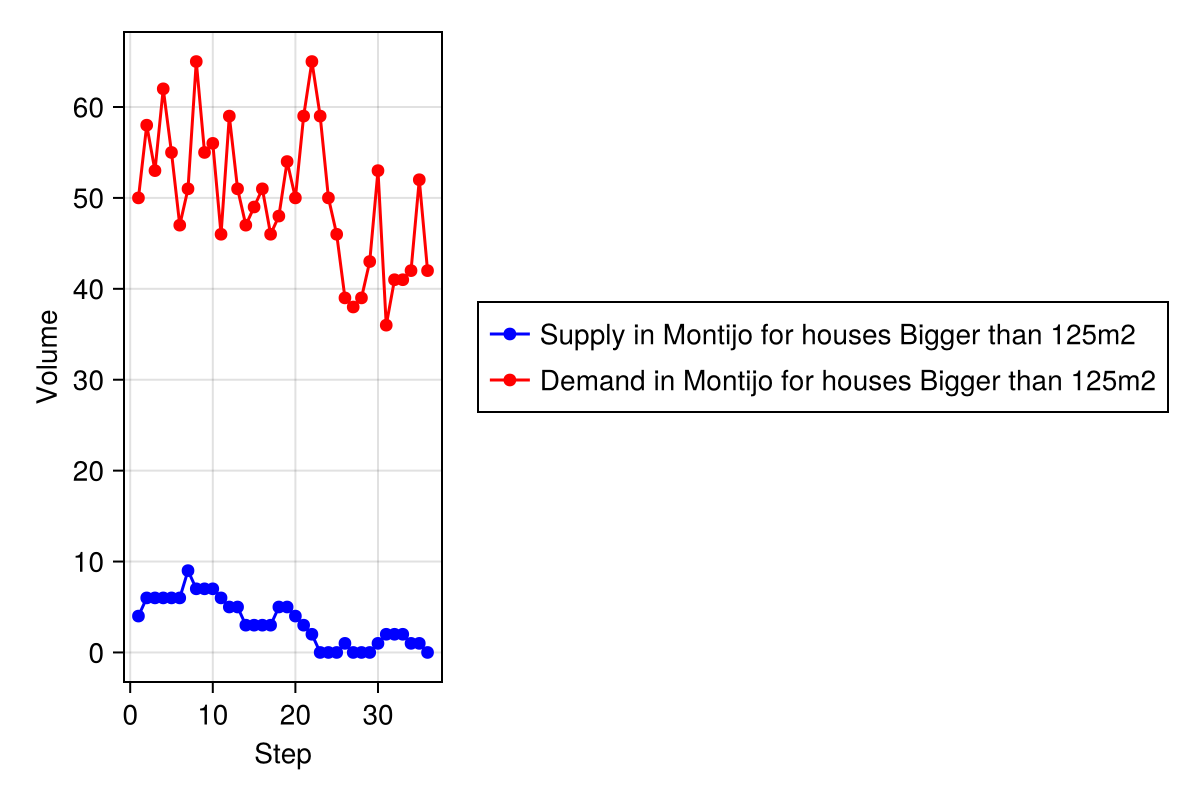 60
50
40
30
20
10
0
Volume
0 10 20 30
Step
Supply in Montijo for houses Bigger than 125m2
Demand in Montijo for houses Bigger than 125m2